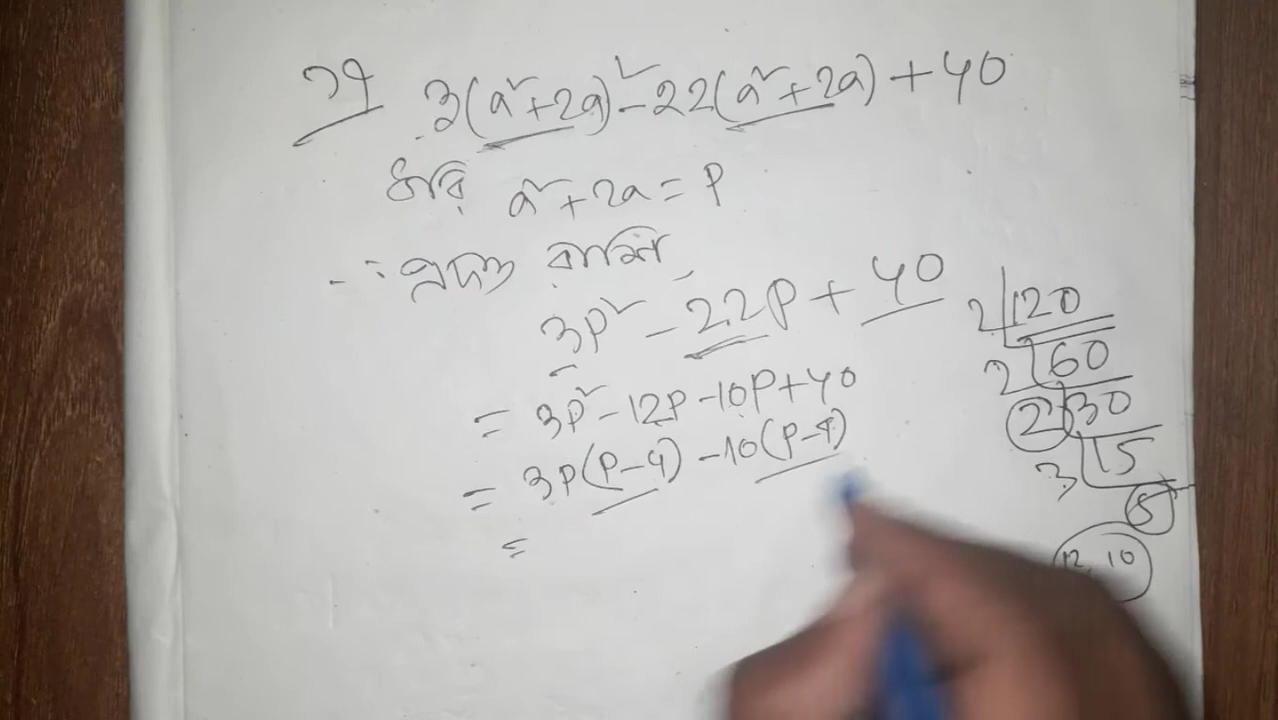 ২৭ 3(a²+2a)²-22(a²+2a)+40
ধরি a²+2a=P
∴ প্রদত্ত রাশি
3P²-22P+40
= 3P²-12P-10P+40
= 3P(P-4)-10(P-4)
=
2 120
2 60
2 30
3 15
5
12, 10